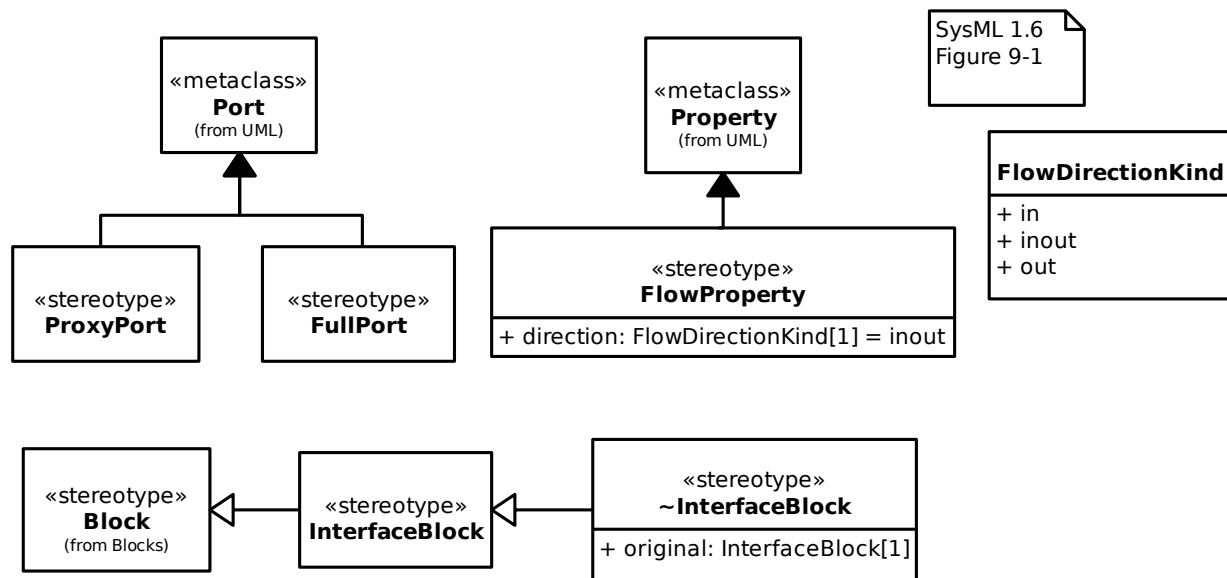 SysML 1.6
Figure 9-1
«metaclass»
Port
(from UML)
«metaclass»
Property
(from UML)
FlowDirectionKind
+ in
+ inout
+ out
«stereotype»
ProxyPort
«stereotype»
FullPort
«stereotype»
FlowProperty
+ direction: FlowDirectionKind[1] = inout
«stereotype»
Block
(from Blocks)
«stereotype»
InterfaceBlock
«stereotype»
~InterfaceBlock
+ original: InterfaceBlock[1]